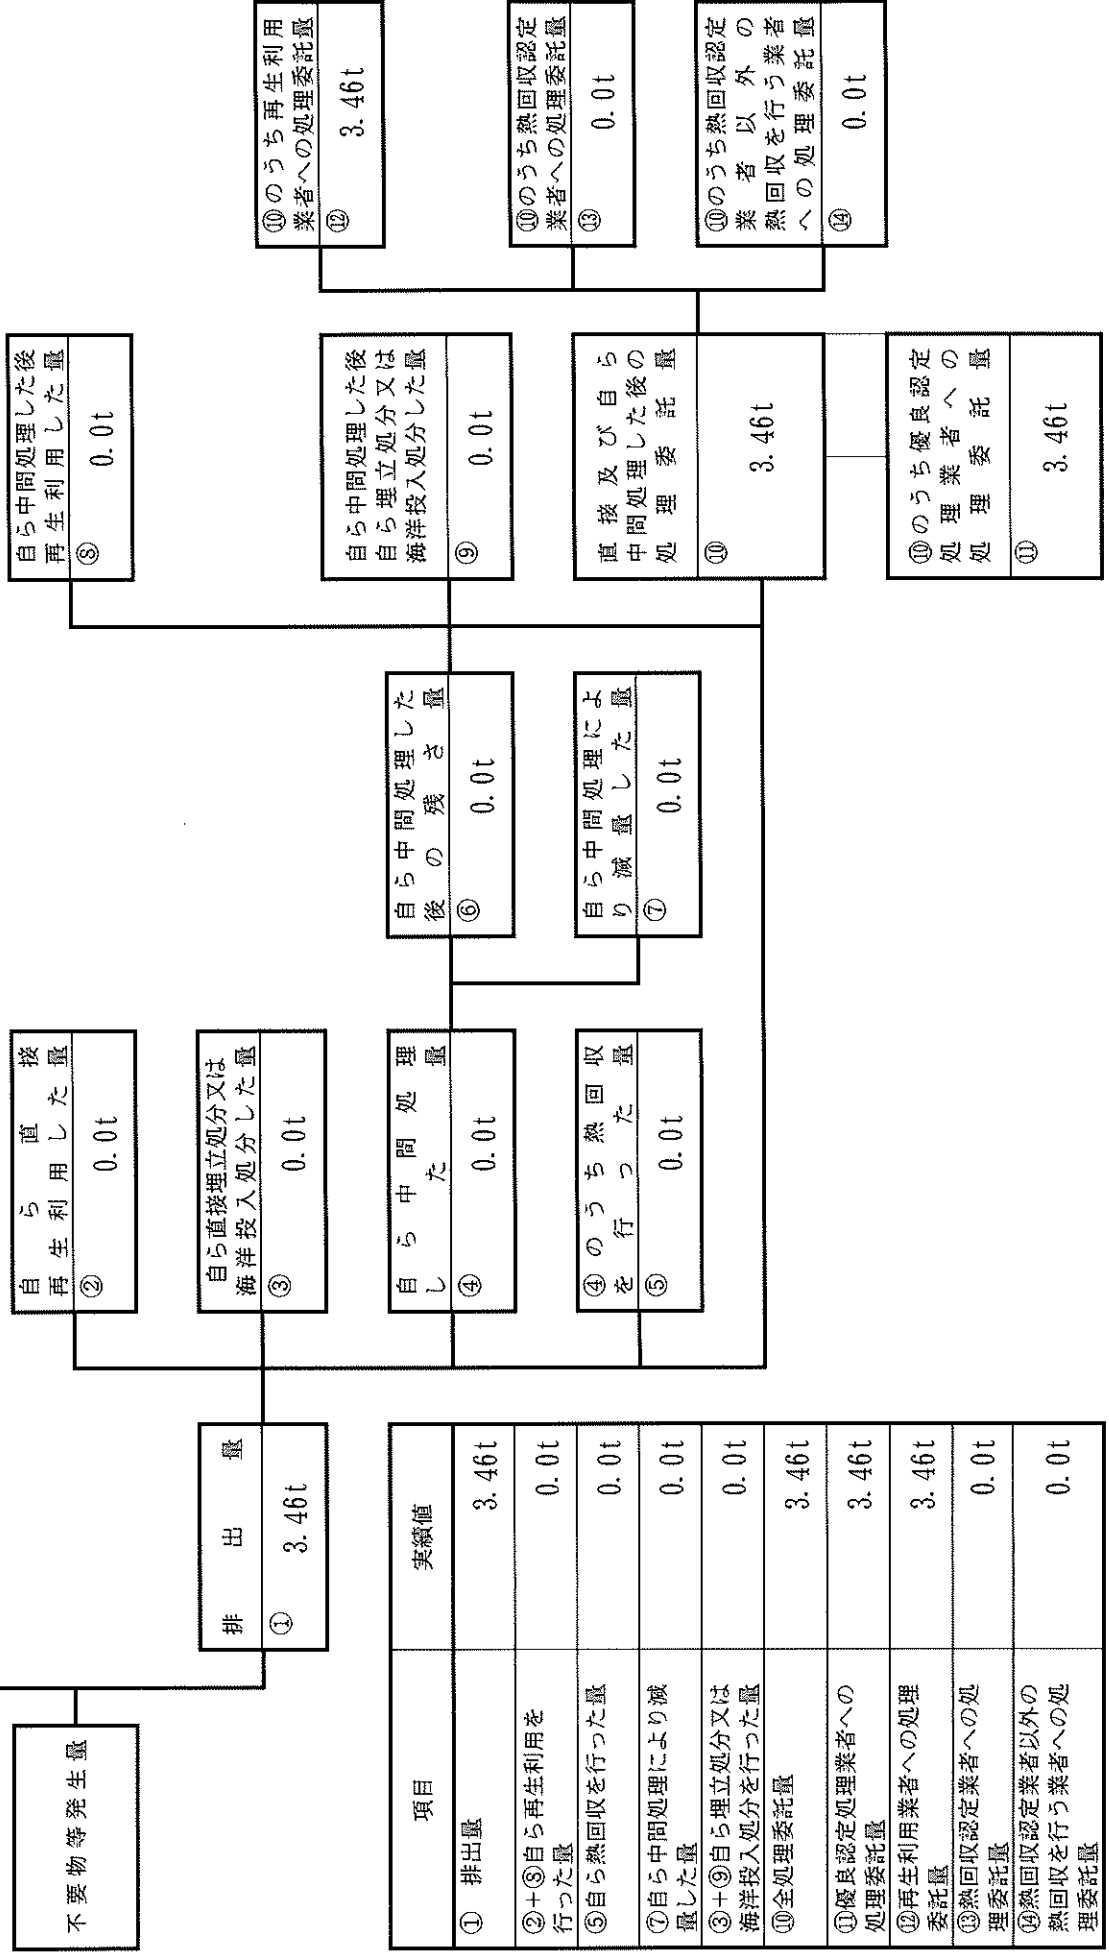 不要物等発生量
排出量
① 3.46t
自ら直接
再生利用した量
② 0.0t
自ら直接埋立処分又は
海洋投入処分した量
③ 0.0t
自ら中間処理
した量
④ 0.0t
④のうち熱回収
を行った量
⑤ 0.0t
自ら中間処理した
後の残さ量
⑥ 0.0t
自ら中間処理によ
り減量した量
⑦ 0.0t
自ら中間処理した後
再生利用した量
⑧ 0.0t
自ら中間処理した後
自ら埋立処分又は
海洋投入処分した量
⑨ 0.0t
直接及び自ら
中間処理した後の
処理委託量
⑩ 3.46t
⑩のうち優良認定
処理業者への
処理委託量
⑪ 3.46t
⑩のうち再生利用
業者への処理委託量
⑫ 3.46t
⑩のうち熱回収認定
業者への処理委託量
⑬ 0.0t
⑩のうち熱回収認定
業者以外の
熱回収を行う業者
への処理委託量
⑭ 0.0t
項目 実績値
① 排出量 3.46t
②+⑧自ら再生利用を
行った量 0.0t
⑤自ら熱回収を行った量 0.0t
⑦自ら中間処理により減
量した量 0.0t
③+⑨自ら埋立処分又は
海洋投入処分を行った量 0.0t
⑩全処理委託量 3.46t
⑪優良認定処理業者への
処理委託量 3.46t
⑫再生利用業者への処理
委託量 3.46t
⑬熱回収認定業者への処
理委託量 0.0t
⑭熱回収認定業者以外の
熱回収を行う業者への処
理委託量 0.0t